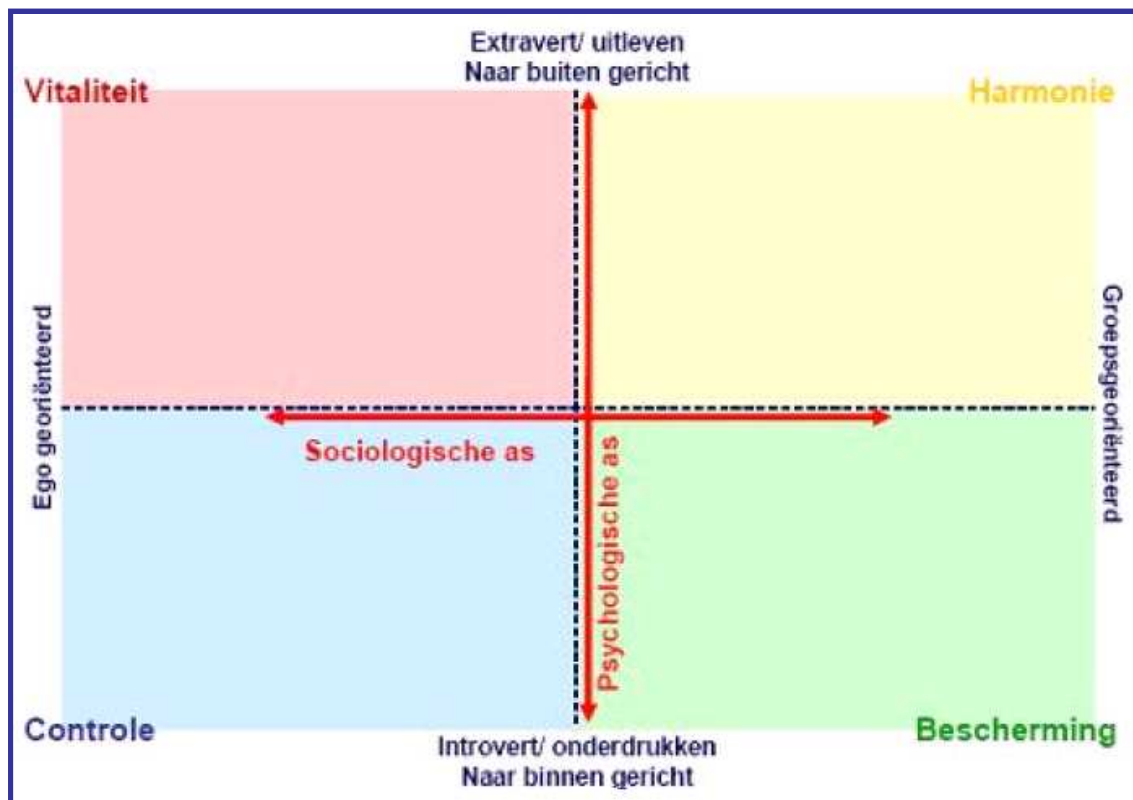 Extravert/ uitleven
Naar buiten gericht
Vitaliteit
Harmonie
Ego georiënteerd
Groepsgeoriënteerd
Sociologische as
Psychologische as
Controle
Bescherming
Introvert/ onderdrukken
Naar binnen gericht